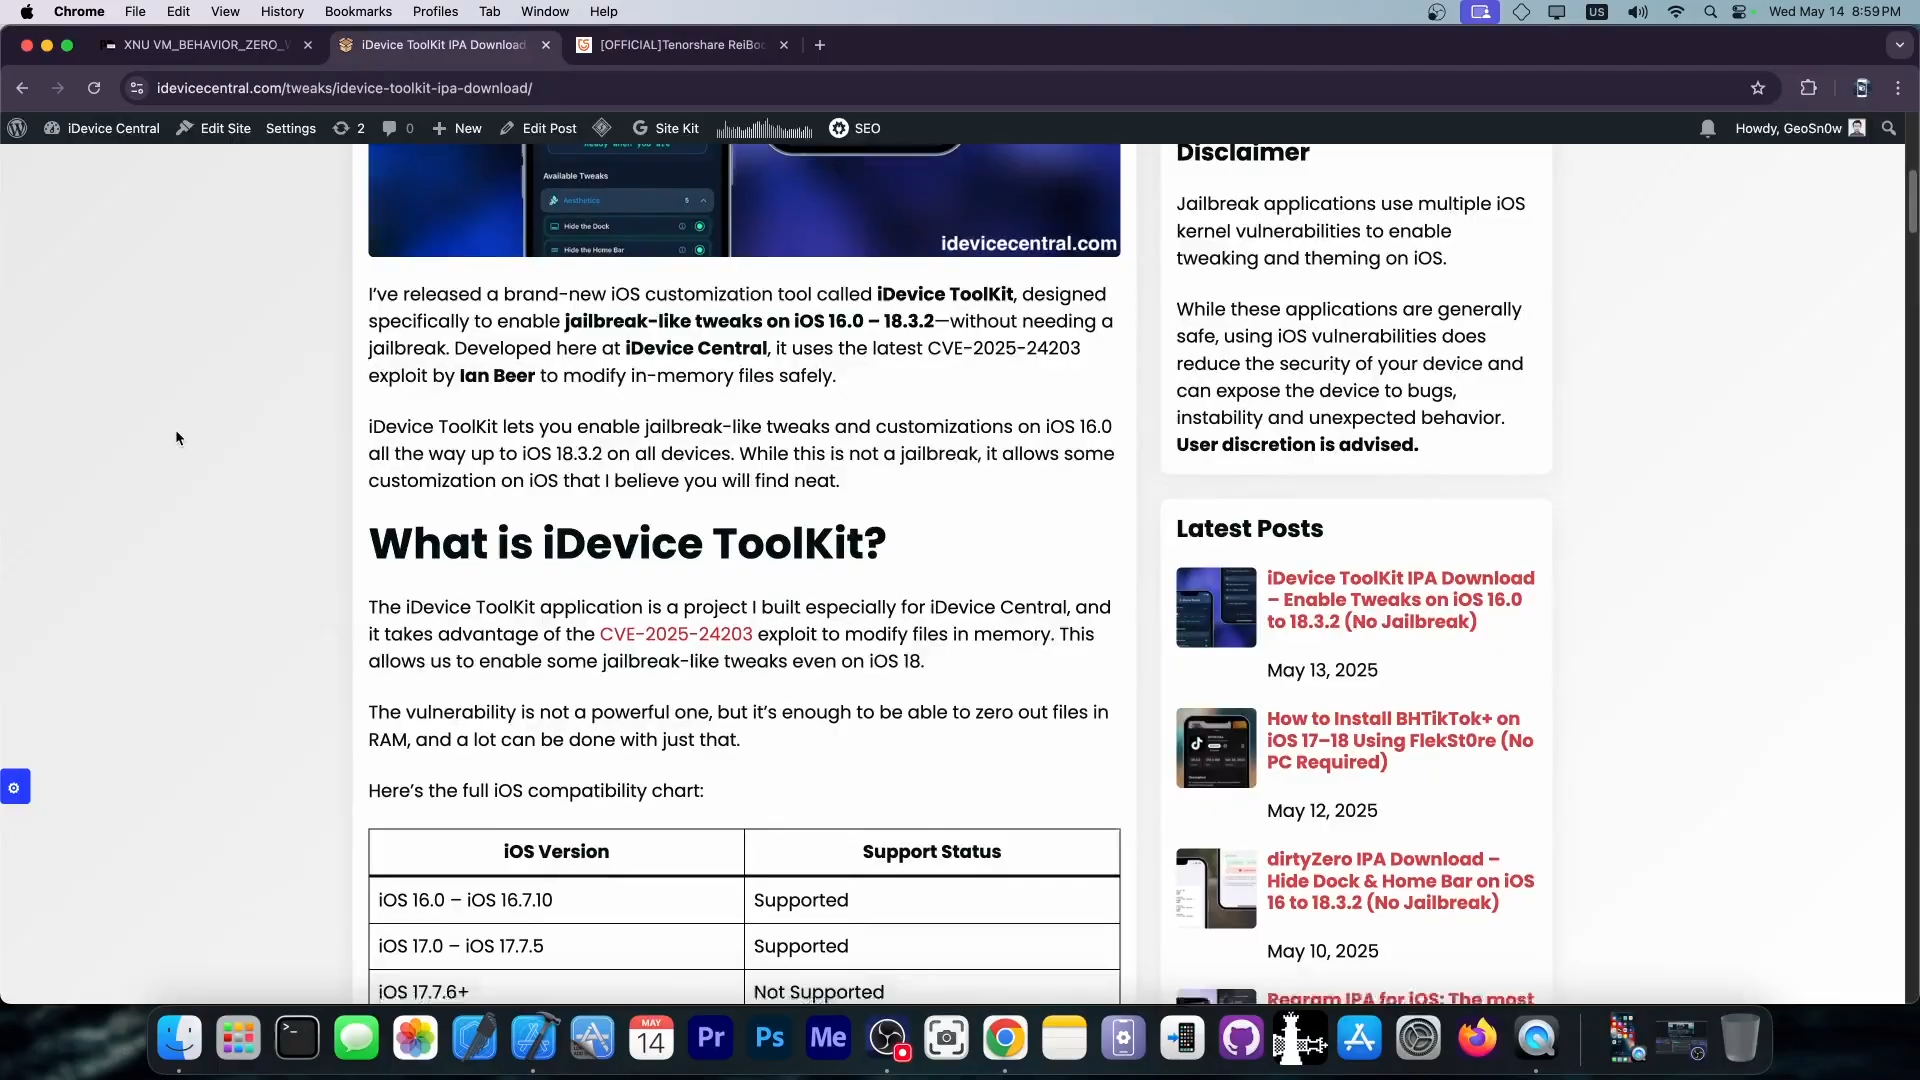 Chrome File Edit View History Bookmarks Profiles Tab Window Help US Wed May 14 8:59 PM
XNU VM_BEHAVIOR_ZERO_ iDevice ToolKit IPA Download [OFFICIAL]Tenorshare ReiBoo
idevicecentral.com/tweaks/idevice-toolkit-ipa-download/
iDevice Central Edit Site Settings 2 0 New Edit Post Site Kit SEO Howdy, GeoSn0w
Ready when you are
Available Tweaks
Aesthetics 5
Hide the Dock
Hide the Home Bar
idevicecentral.com
I've released a brand-new iOS customization tool called iDevice ToolKit, designed
specifically to enable jailbreak-like tweaks on iOS 16.0 – 18.3.2—without needing a
jailbreak. Developed here at iDevice Central, it uses the latest CVE-2025-24203
exploit by Ian Beer to modify in-memory files safely.
iDevice ToolKit lets you enable jailbreak-like tweaks and customizations on iOS 16.0
all the way up to iOS 18.3.2 on all devices. While this is not a jailbreak, it allows some
customization on iOS that I believe you will find neat.
What is iDevice ToolKit?
The iDevice ToolKit application is a project I built especially for iDevice Central, and
it takes advantage of the CVE-2025-24203 exploit to modify files in memory. This
allows us to enable some jailbreak-like tweaks even on iOS 18.
The vulnerability is not a powerful one, but it's enough to be able to zero out files in
RAM, and a lot can be done with just that.
Here's the full iOS compatibility chart:
iOS Version Support Status
iOS 16.0 – iOS 16.7.10 Supported
iOS 17.0 – iOS 17.7.5 Supported
iOS 17.7.6+ Not Supported
Disclaimer
Jailbreak applications use multiple iOS
kernel vulnerabilities to enable
tweaking and theming on iOS.
While these applications are generally
safe, using iOS vulnerabilities does
reduce the security of your device and
can expose the device to bugs,
instability and unexpected behavior.
User discretion is advised.
Latest Posts
iDevice ToolKit IPA Download
– Enable Tweaks on iOS 16.0
to 18.3.2 (No Jailbreak)
May 13, 2025
How to Install BHTikTok+ on
iOS 17–18 Using FlekSt0re (No
PC Required)
May 12, 2025
dirtyZero IPA Download –
Hide Dock & Home Bar on iOS
16 to 18.3.2 (No Jailbreak)
May 10, 2025
Regram IPA for iOS: The most
MAY
14 Pr Ps Me